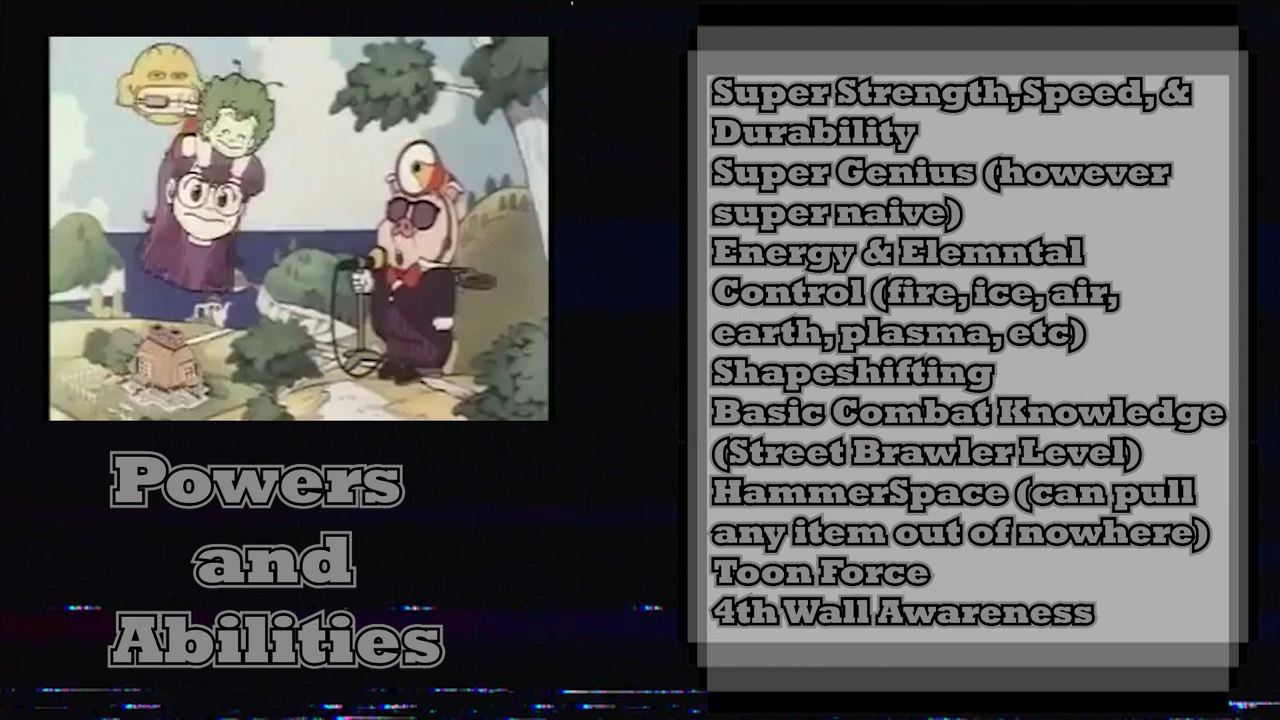 Powers
and
Abilities
Super Strength,Speed, &
Durability
Super Genius (however
super naive)
Energy & Elemntal
Control (fire, ice, air,
earth, plasma, etc)
Shapeshifting
Basic Combat Knowledge
(Street Brawler Level)
HammerSpace (can pull
any item out of nowhere)
Toon Force
4th Wall Awareness